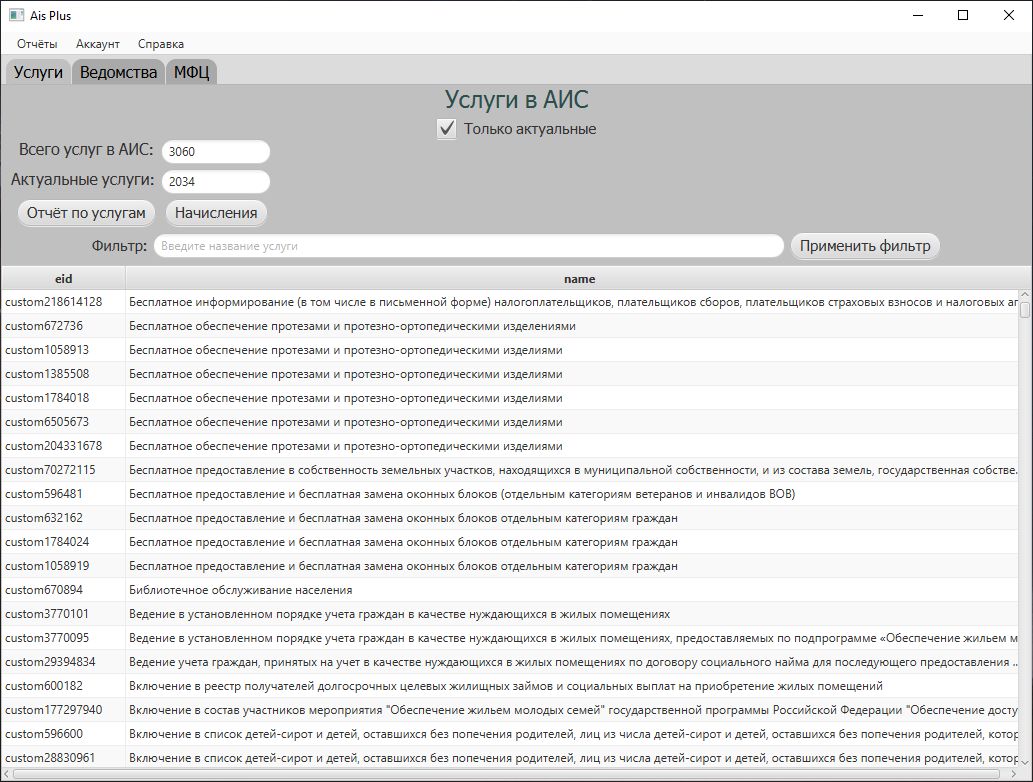 Ais Plus
Отчёты Аккаунт Справка
Услуги Ведомства МФЦ
Услуги в АИС
Только актуальные
Всего услуг в АИС: 3060
Актуальные услуги: 2034
Отчёт по услугам Начисления
Фильтр: Введите название услуги Применить фильтр
eid name
custom218614128 Бесплатное информирование (в том числе в письменной форме) налогоплательщиков, плательщиков сборов, плательщиков страховых взносов и налоговых аг
custom672736 Бесплатное обеспечение протезами и протезно-ортопедическими изделениями
custom1058913 Бесплатное обеспечение протезами и протезно-ортопедическими изделиями
custom1385508 Бесплатное обеспечение протезами и протезно-ортопедическими изделиями
custom1784018 Бесплатное обеспечение протезами и протезно-ортопедическими изделиями
custom6505673 Бесплатное обеспечение протезами и протезно-ортопедическими изделиями
custom204331678 Бесплатное обеспечение протезами и протезно-ортопедическими изделиями
custom70272115 Бесплатное предоставление в собственность земельных участков, находящихся в муниципальной собственности, и из состава земель, государственная собстве...
custom596481 Бесплатное предоставление и бесплатная замена оконных блоков (отдельным категориям ветеранов и инвалидов ВОВ)
custom632162 Бесплатное предоставление и бесплатная замена оконных блоков отдельным категориям граждан
custom1784024 Бесплатное предоставление и бесплатная замена оконных блоков отдельным категориям граждан
custom1058919 Бесплатное предоставление и бесплатная замена оконных блоков отдельным категориям граждан
custom670894 Библиотечное обслуживание населения
custom3770101 Ведение в установленном порядке учета граждан в качестве нуждающихся в жилых помещениях
custom3770095 Ведение в установленном порядке учета граждан в качестве нуждающихся в жилых помещениях, предоставляемых по подпрограмме «Обеспечение жильем м
custom29394834 Ведение учета граждан, принятых на учет в качестве нуждающихся в жилых помещениях по договору социального найма для последующего предоставления ...
custom600182 Включение в реестр получателей долгосрочных целевых жилищных займов и социальных выплат на приобретение жилых помещений
custom177297940 Включение в состав участников мероприятия "Обеспечение жильем молодых семей" государственной программы Российской Федерации "Обеспечение досту
custom596600 Включение в список детей-сирот и детей, оставшихся без попечения родителей, лиц из числа детей-сирот и детей, оставшихся без попечения родителей, котор
custom28830961 Включение в список детей-сирот и детей, оставшихся без попечения родителей, лиц из числа детей-сирот и детей, оставшихся без попечения родителей, котор